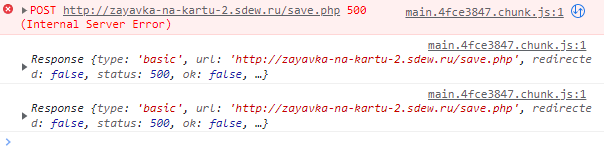 POST http://zayavka-na-kartu-2.sdew.ru/save.php 500 main.4fce3847.chunk.js:1
(Internal Server Error)
main.4fce3847.chunk.js:1
Response {type: 'basic', url: 'http://zayavka-na-kartu-2.sdew.ru/save.php', redirecte
d: false, status: 500, ok: false, …}
main.4fce3847.chunk.js:1
Response {type: 'basic', url: 'http://zayavka-na-kartu-2.sdew.ru/save.php', redirecte
d: false, status: 500, ok: false, …}